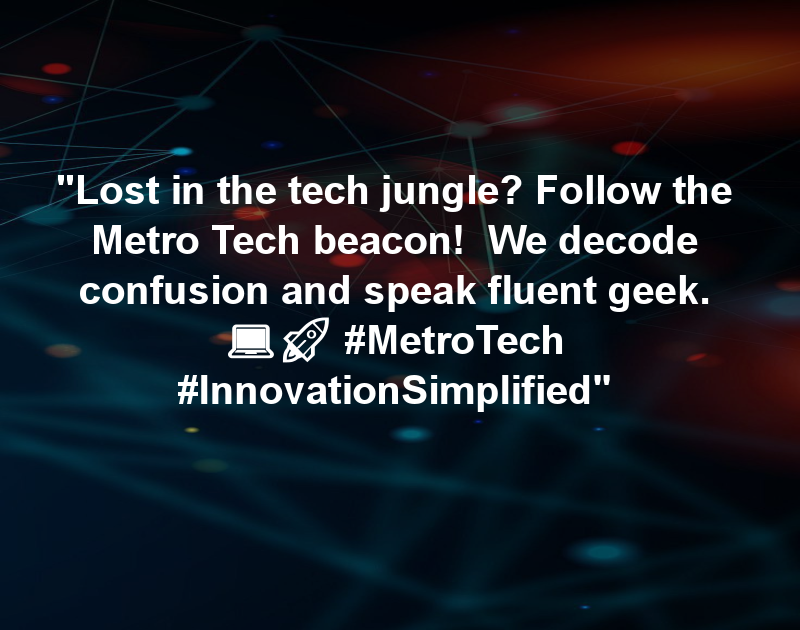 "Lost in the tech jungle? Follow the
Metro Tech beacon!  We decode
confusion and speak fluent geek.
💻🚀 #MetroTech
#InnovationSimplified"